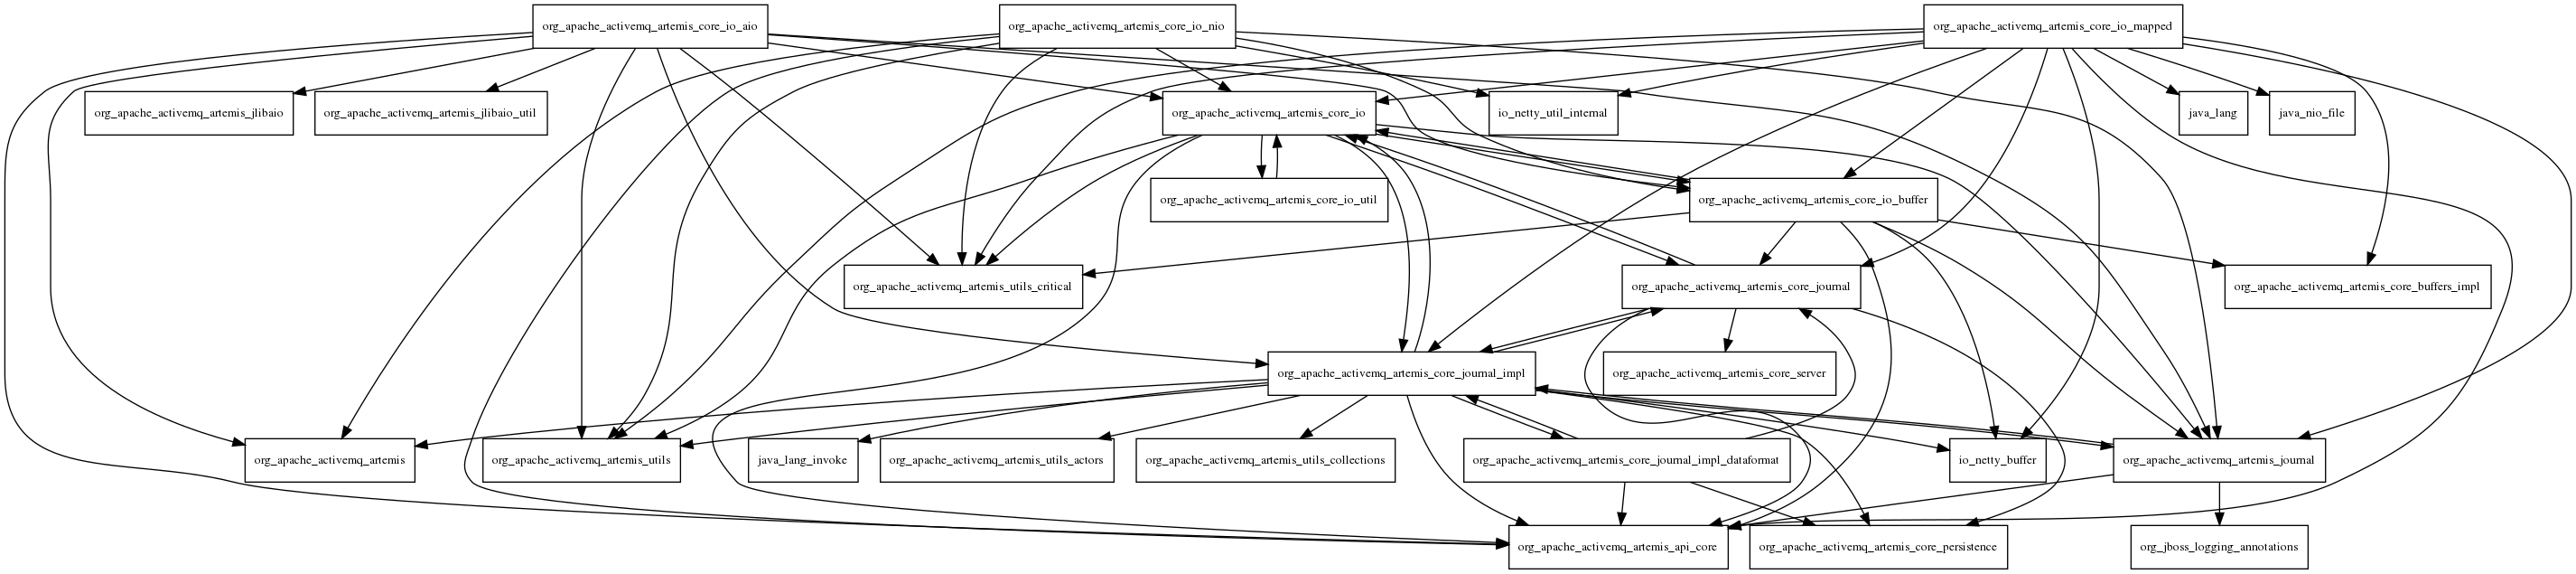 org_apache_activemq_artemis_core_io_aio
org_apache_activemq_artemis_core_io_nio
org_apache_activemq_artemis_core_io_mapped
org_apache_activemq_artemis_jlibaio
org_apache_activemq_artemis_jlibaio_util
org_apache_activemq_artemis_core_io
io_netty_util_internal
java_lang
java_nio_file
org_apache_activemq_artemis_core_io_util
org_apache_activemq_artemis_core_io_buffer
org_apache_activemq_artemis_utils_critical
org_apache_activemq_artemis_core_journal
org_apache_activemq_artemis_core_buffers_impl
org_apache_activemq_artemis_core_journal_impl
org_apache_activemq_artemis_core_server
org_apache_activemq_artemis
org_apache_activemq_artemis_utils
java_lang_invoke
org_apache_activemq_artemis_utils_actors
org_apache_activemq_artemis_utils_collections
org_apache_activemq_artemis_core_journal_impl_dataformat
io_netty_buffer
org_apache_activemq_artemis_journal
org_apache_activemq_artemis_api_core
org_apache_activemq_artemis_core_persistence
org_jboss_logging_annotations